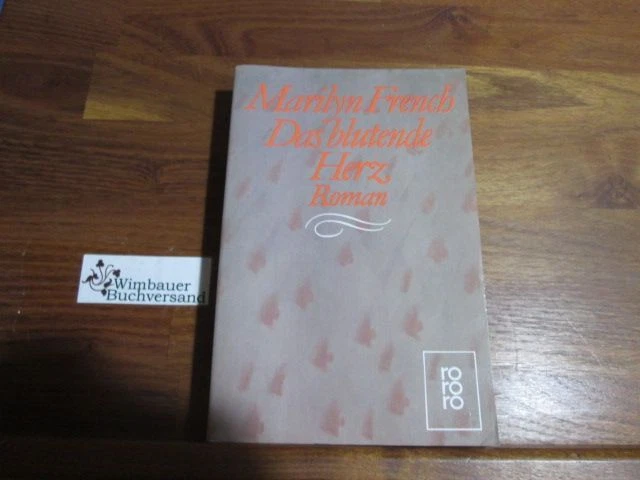 Marilyn French
Das blutende
Herz
Roman
ro
ro
ro
Wimbauer
Buchversand